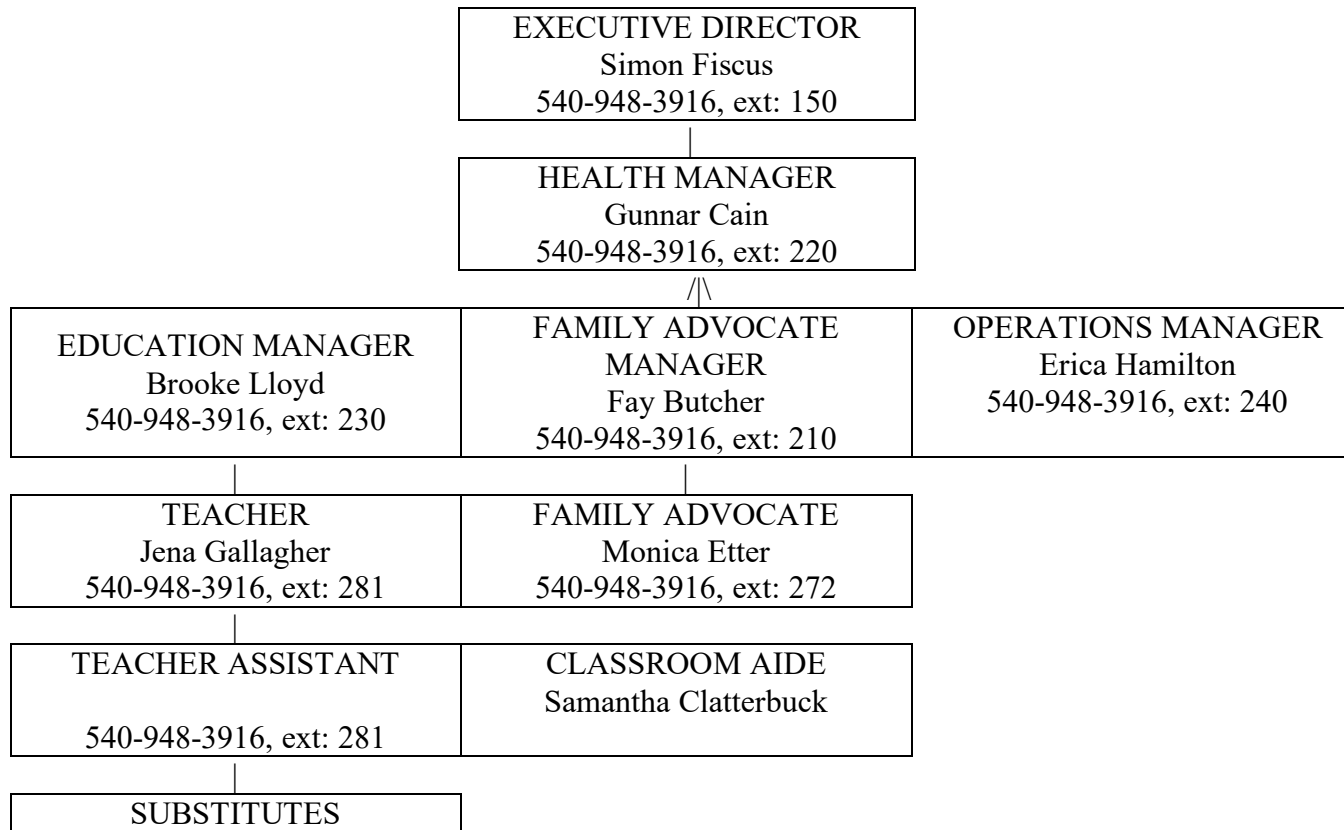 EXECUTIVE DIRECTOR
Simon Fiscus
540-948-3916, ext: 150
|
HEALTH MANAGER
Gunnar Cain
540-948-3916, ext: 220
/|\
EDUCATION MANAGER
Brooke Lloyd
540-948-3916, ext: 230
FAMILY ADVOCATE
MANAGER
Fay Butcher
540-948-3916, ext: 210
OPERATIONS MANAGER
Erica Hamilton
540-948-3916, ext: 240
|
|
TEACHER
Jena Gallagher
540-948-3916, ext: 281
FAMILY ADVOCATE
Monica Etter
540-948-3916, ext: 272
|
TEACHER ASSISTANT
540-948-3916, ext: 281
CLASSROOM AIDE
Samantha Clatterbuck
|
SUBSTITUTES